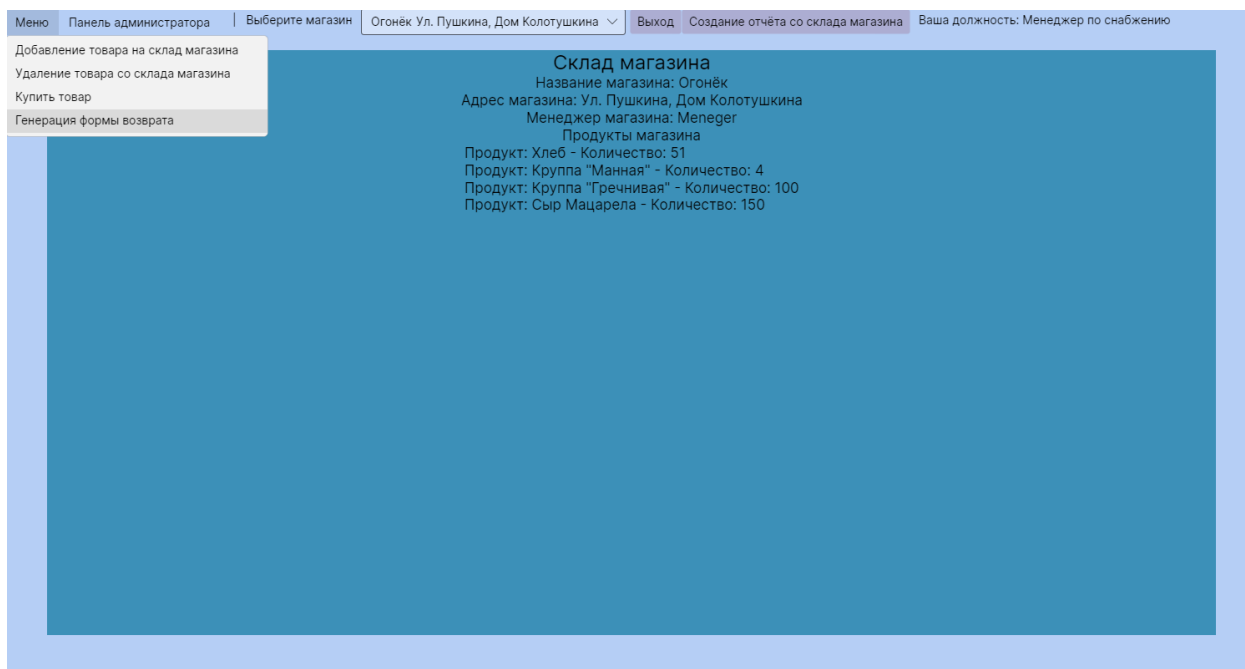 Меню Панель администратора | Выберите магазин Огонёк Ул. Пушкина, Дом Колотушкина Выход Создание отчёта со склада магазина Ваша должность: Менеджер по снабжению
Добавление товара на склад магазина
Удаление товара со склада магазина
Купить товар
Генерация формы возврата
Склад магазина
Название магазина: Огонёк
Адрес магазина: Ул. Пушкина, Дом Колотушкина
Менеджер магазина: Meneger
Продукты магазина
Продукт: Хлеб - Количество: 51
Продукт: Круппа "Манная" - Количество: 4
Продукт: Круппа "Гречнивая" - Количество: 100
Продукт: Сыр Мацарела - Количество: 150